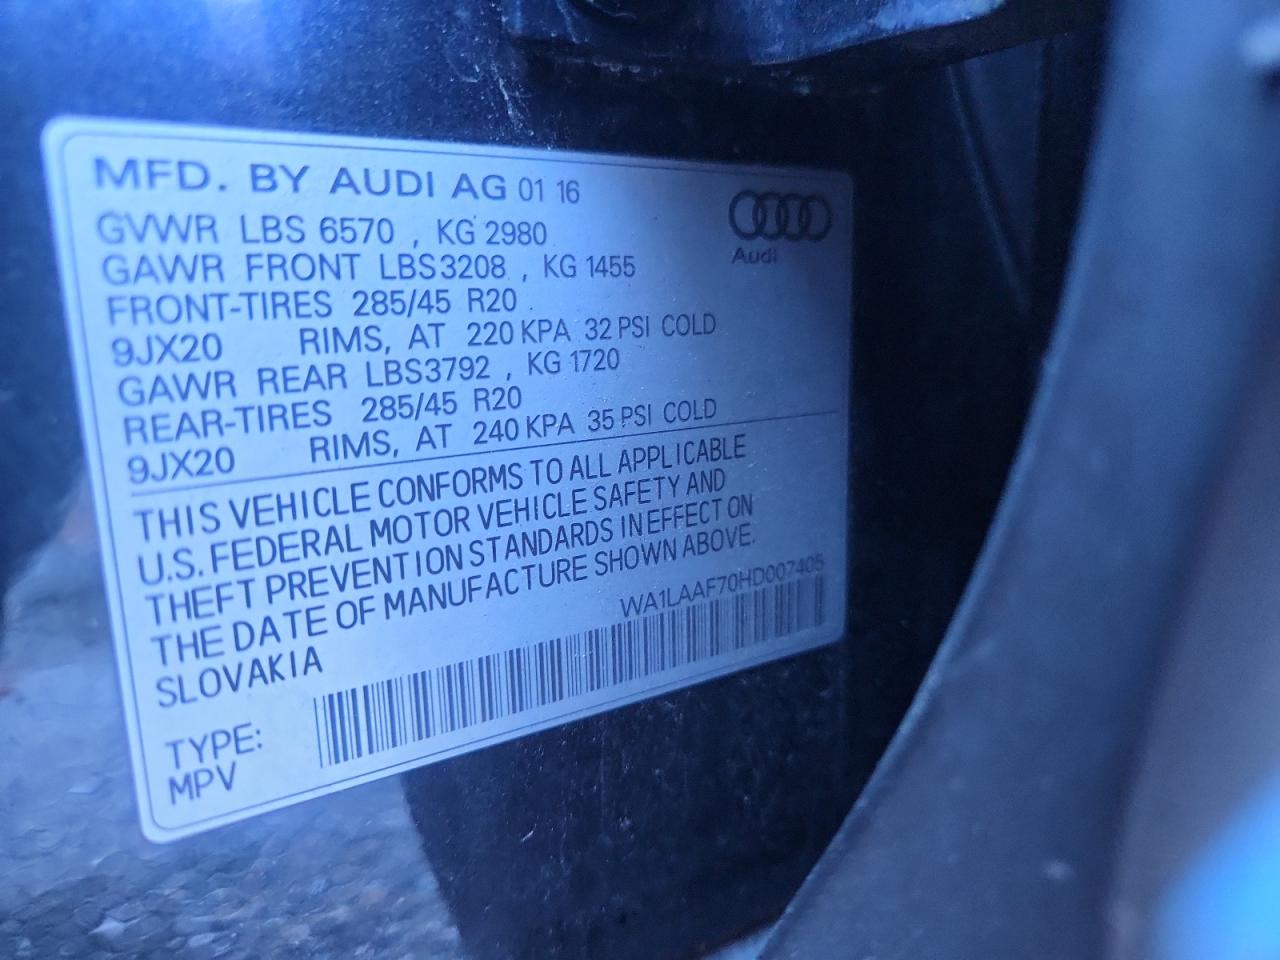 MFD. BY AUDI AG 01 16
GVWR LBS 6570 , KG 2980
GAWR FRONT LBS3208 , KG 1455
FRONT-TIRES 285/45 R20
9JX20 RIMS, AT 220 KPA 32 PSI COLD
GAWR REAR LBS3792 , KG 1720
REAR-TIRES 285/45 R20
9JX20 RIMS, AT 240 KPA 35 PSI COLD
Audi
THIS VEHICLE CONFORMS TO ALL APPLICABLE
U.S. FEDERAL MOTOR VEHICLE SAFETY AND
THEFT PREVENTION STANDARDS IN EFFECT ON
THE DATE OF MANUFACTURE SHOWN ABOVE.
SLOVAKIA
WA1LAAF70HD007405
TYPE:
MPV